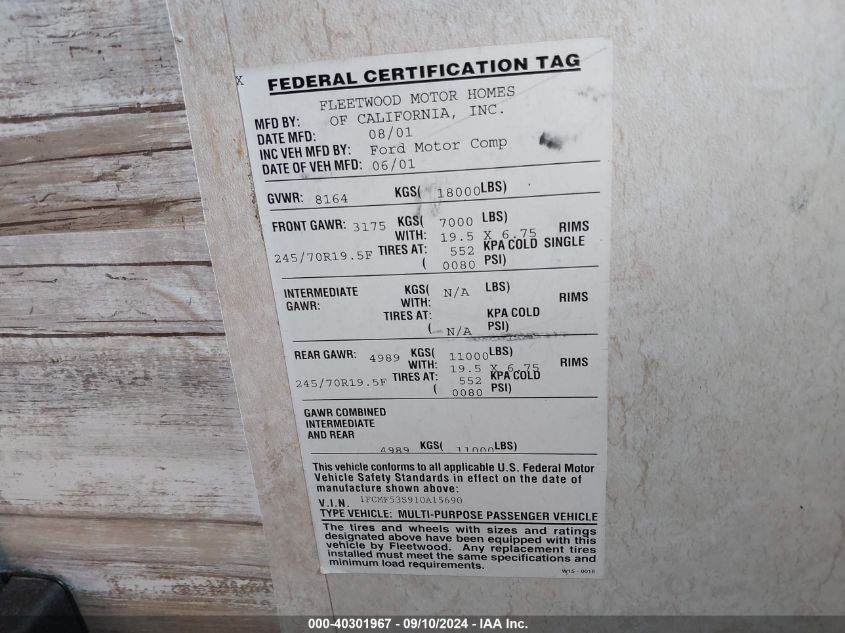 X
FEDERAL CERTIFICATION TAG
FLEETWOOD MOTOR HOMES
MFD BY: OF CALIFORNIA, INC.
DATE MFD: 08/01
INC VEH MFD BY: Ford Motor Comp
DATE OF VEH MFD: 06/01
GVWR: 8164 KGS( 18000 LBS)
FRONT GAWR: 3175 KGS( 7000 LBS)
WITH: 19.5 X 6.75 RIMS
245/70R19.5F TIRES AT: 552 KPA COLD SINGLE
( 0080 PSI)
INTERMEDIATE KGS( N/A LBS)
GAWR: WITH: RIMS
TIRES AT: KPA COLD
( N/A PSI)
REAR GAWR: 4989 KGS( 11000 LBS)
WITH: 19.5 X 6.75 RIMS
245/70R19.5F TIRES AT: 552 KPA COLD
( 0080 PSI)
GAWR COMBINED
INTERMEDIATE
AND REAR
4989 KGS( 11000 LBS)
This vehicle conforms to all applicable U.S. Federal Motor
Vehicle Safety Standards in effect on the date of
manufacture shown above:
V.I.N. 1FCMF53S910A15690
TYPE VEHICLE: MULTI-PURPOSE PASSENGER VEHICLE
The tires and wheels with sizes and ratings
designated above have been equipped with this
vehicle by Fleetwood. Any replacement tires
installed must meet the same specifications and
minimum load requirements.
W15-0018
000-40301967 - 09/10/2024 - IAA Inc.